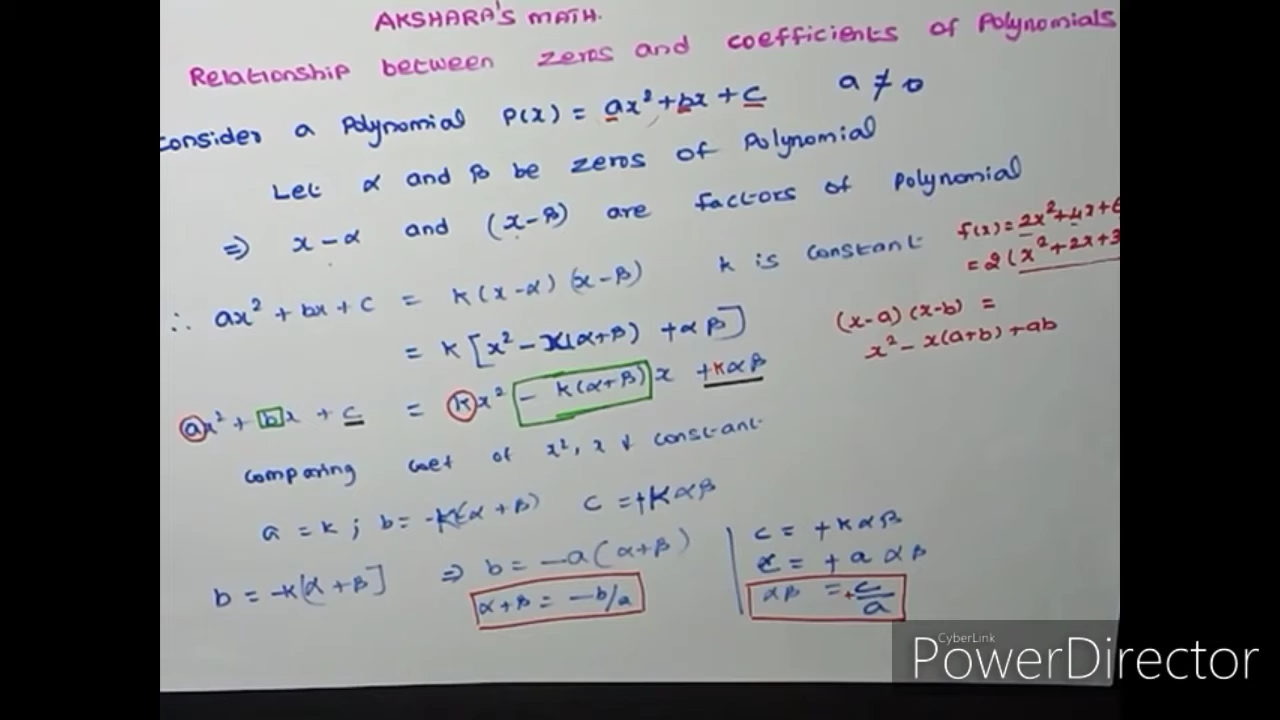 AKSHARA'S MATH.
Relationship between zeros and coefficients of Polynomials
Consider a Polynomial P(x) = ax² + bx + c a ≠ 0
Let α and β be zeros of Polynomial
⇒ x - α and (x - β) are factors of Polynomial
f(x) = 2x² + 4x + 6
= 2(x² + 2x + 3
∴ ax² + bx + c = k(x-α) (x-β) k is constant
= k[x² - x(α+β) + αβ]
(x-a) (x-b) =
x² - x(a+b) + ab
ax² + bx + c = kx² - k(α+β) x + kαβ
comparing coef of x², x & constant
a = k ; b = -k(α + β) c = +kαβ
b = -k[α + β] ⇒ b = -a(α+β)
α+β = -b/a
c = +kαβ
c = +aαβ
αβ = +c/a
CyberLink
PowerDirector